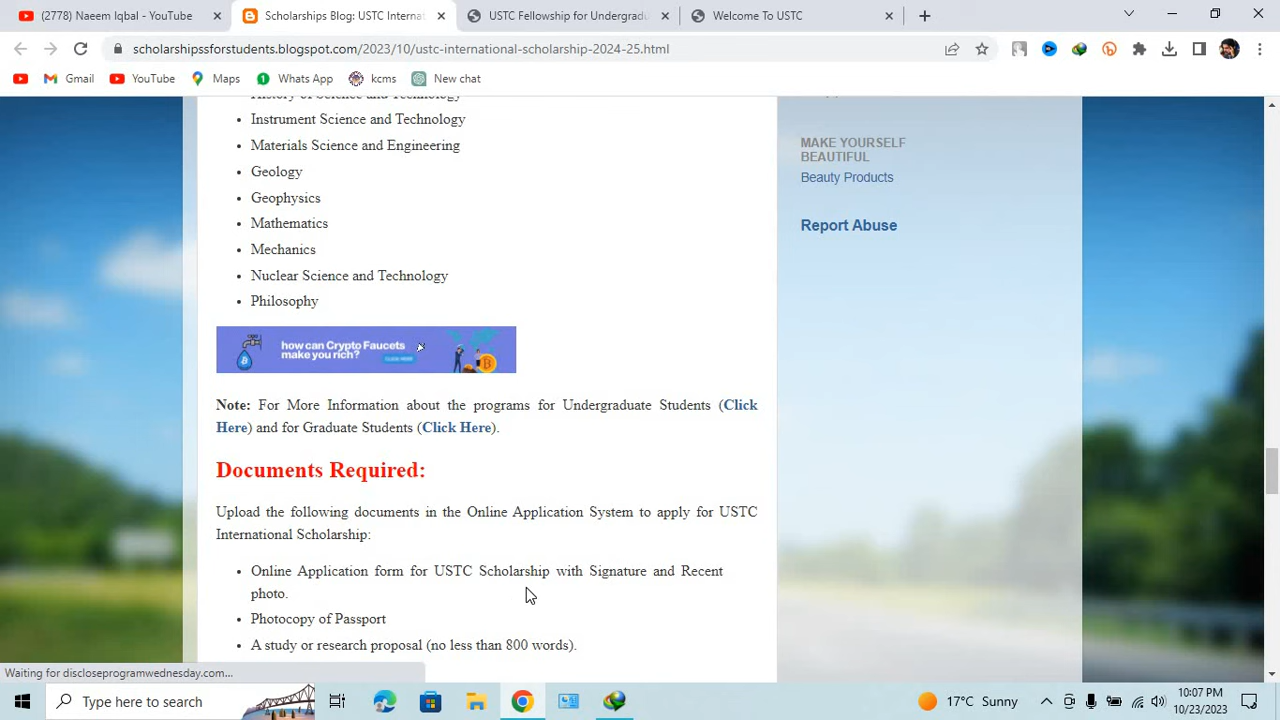 (2778) Naeem Iqbal - YouTube
Scholarships Blog: USTC Internat
USTC Fellowship for Undergradu
Welcome To USTC
scholarshipssforstudents.blogspot.com/2023/10/ustc-international-scholarship-2024-25.html
Gmail
YouTube
Maps
Whats App
kcms
New chat
History of Science and Technology
Instrument Science and Technology
Materials Science and Engineering
Geology
Geophysics
Mathematics
Mechanics
Nuclear Science and Technology
Philosophy
how can Crypto Faucets
make you rich?
CLICK HERE
Note: For More Information about the programs for Undergraduate Students (Click
Here) and for Graduate Students (Click Here).
Documents Required:
Upload the following documents in the Online Application System to apply for USTC
International Scholarship:
Online Application form for USTC Scholarship with Signature and Recent
photo.
Photocopy of Passport
A study or research proposal (no less than 800 words).
MAKE YOURSELF
BEAUTIFUL
Beauty Products
Report Abuse
Waiting for discloseprogramwednesday.com...
Type here to search
17°C Sunny
10:07 PM
10/23/2023